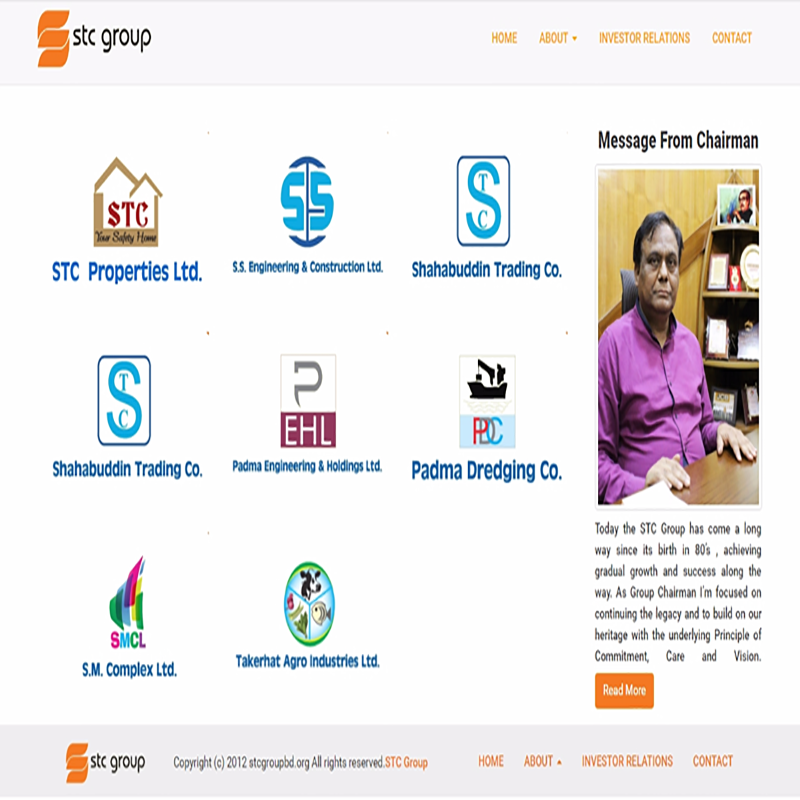 stc group
HOME ABOUT INVESTOR RELATIONS CONTACT
STC
Your Safety Home
STC Properties Ltd.
SS
S.S. Engineering & Construction Ltd.
STC
Shahabuddin Trading Co.
Message From Chairman
STC
Shahabuddin Trading Co.
P
EHL
Padma Engineering & Holdings Ltd.
PDC
Padma Dredging Co.
SMCL
S.M. Complex Ltd.
Takerhat Agro Industries Ltd.
Today the STC Group has come a long
way since its birth in 80's , achieving
gradual growth and success along the
way. As Group Chairman I'm focused on
continuing the legacy and to build on our
heritage with the underlying Principle of
Commitment, Care and Vision.
Read More
stc group
Copyright (c) 2012 stcgroupbd.org All rights reserved.STC Group
HOME ABOUT INVESTOR RELATIONS CONTACT